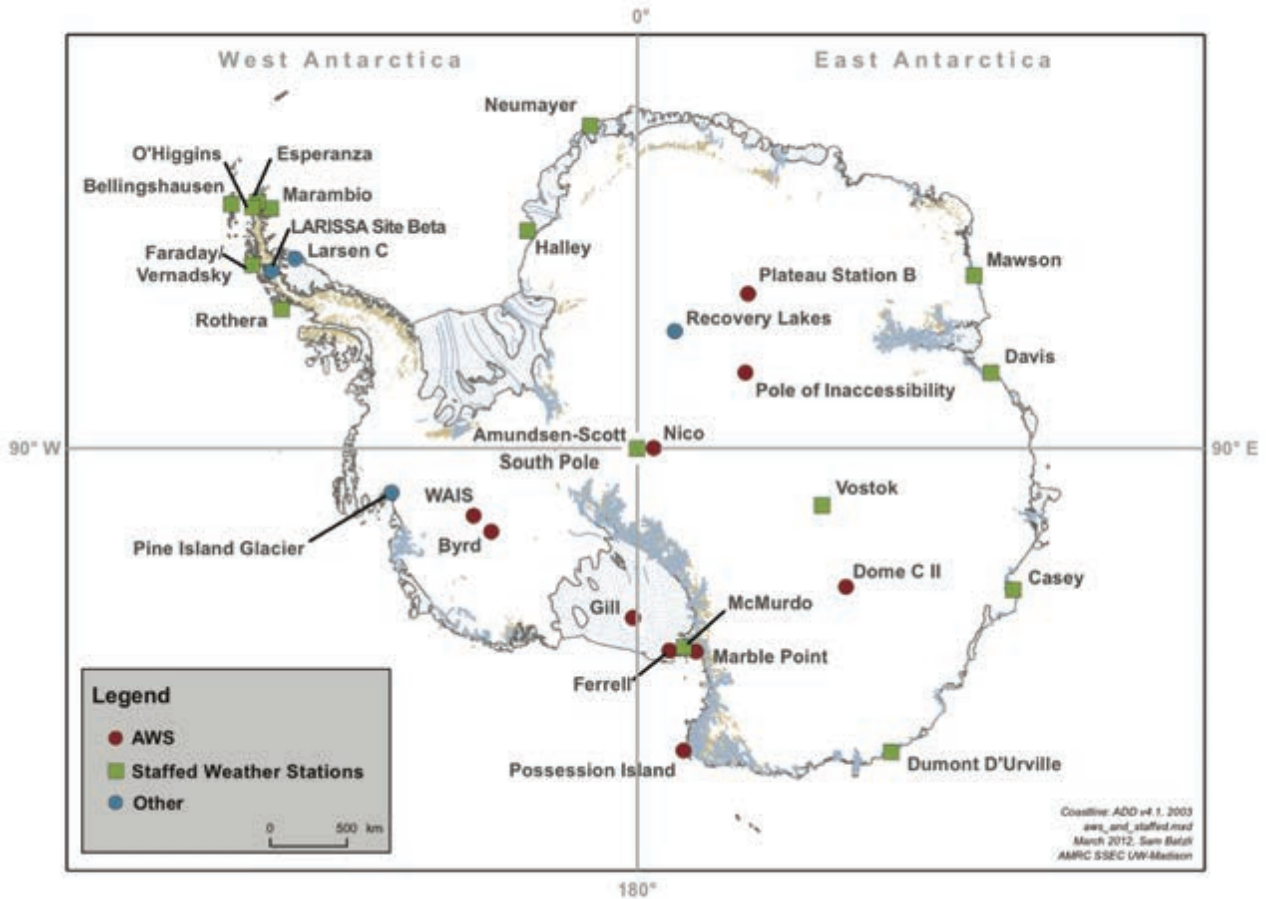 0°
West Antarctica
East Antarctica
Neumayer
O'Higgins
Esperanza
Bellingshausen
Marambio
LARISSA Site Beta
Larsen C
Faraday/
Vernadsky
Halley
Rothera
Mawson
Plateau Station B
Recovery Lakes
Davis
Pole of Inaccessibility
Amundsen-Scott
South Pole
Nico
90° W
90° E
WAIS
Vostok
Byrd
Pine Island Glacier
Dome C II
Casey
Gill
McMurdo
Marble Point
Ferrell
Possession Island
Dumont D'Urville
Legend
AWS
Staffed Weather Stations
Other
0 500 km
Coastline: ADD v4.1, 2003
aws_and_staffed.mxd
March 2012, Sam Batzli
AMRC SSEC UW-Madison
180°